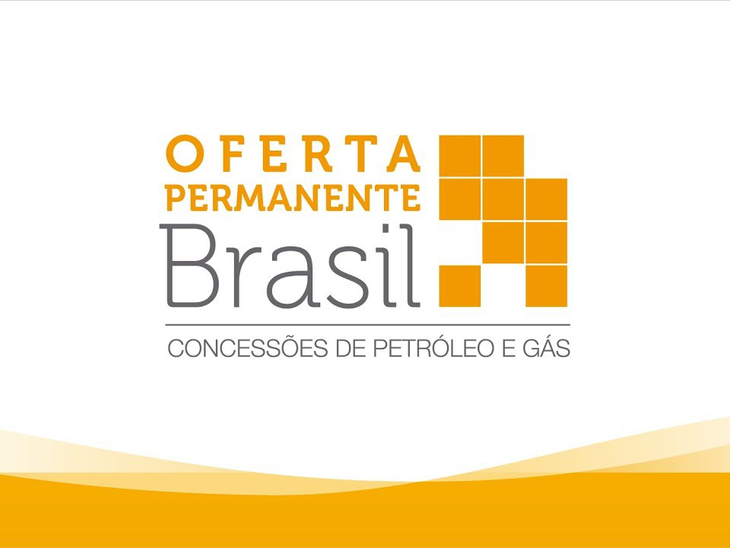 OFERTA
PERMANENTE
Brasil
CONCESSÕES DE PETRÓLEO E GÁS